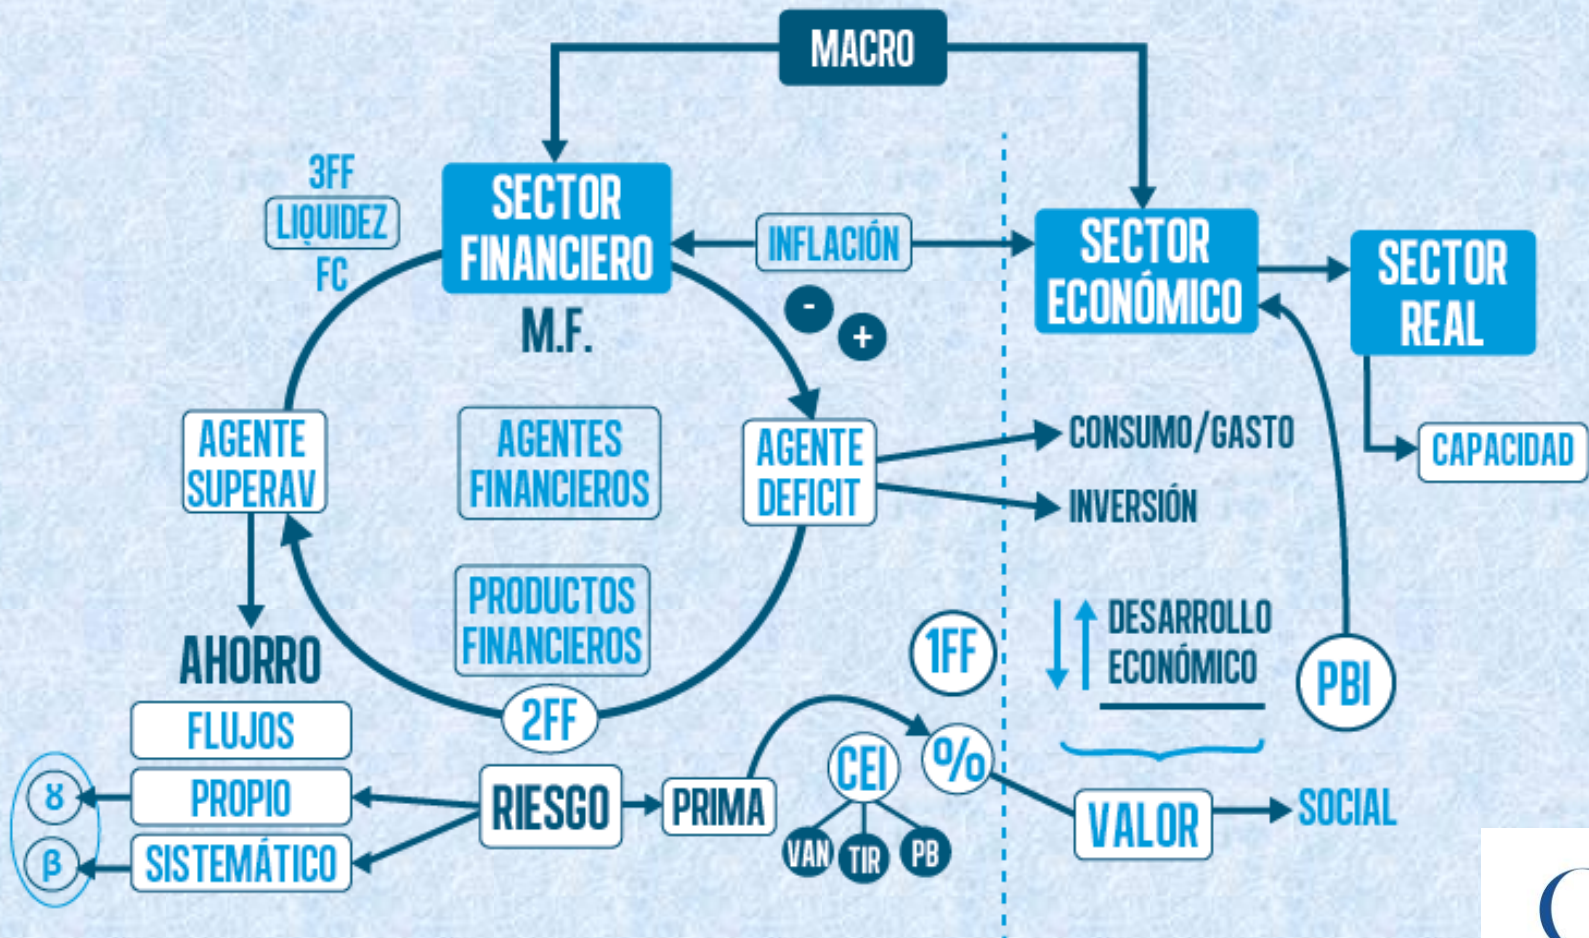 MACRO
3FF
LIQUIDEZ
FC
SECTOR
FINANCIERO
M.F.
INFLACIÓN
-
+
SECTOR
ECONÓMICO
SECTOR
REAL
CAPACIDAD
AGENTE
SUPERAV
AGENTES
FINANCIEROS
AGENTE
DEFICIT
CONSUMO/GASTO
INVERSIÓN
PRODUCTOS
FINANCIEROS
AHORRO
2FF
1FF
DESARROLLO
ECONÓMICO
PBI
FLUJOS
PROPIO
SISTEMÁTICO
β
RIESGO
PRIMA
CEI
%
VAN
TIR
PB
VALOR
SOCIAL